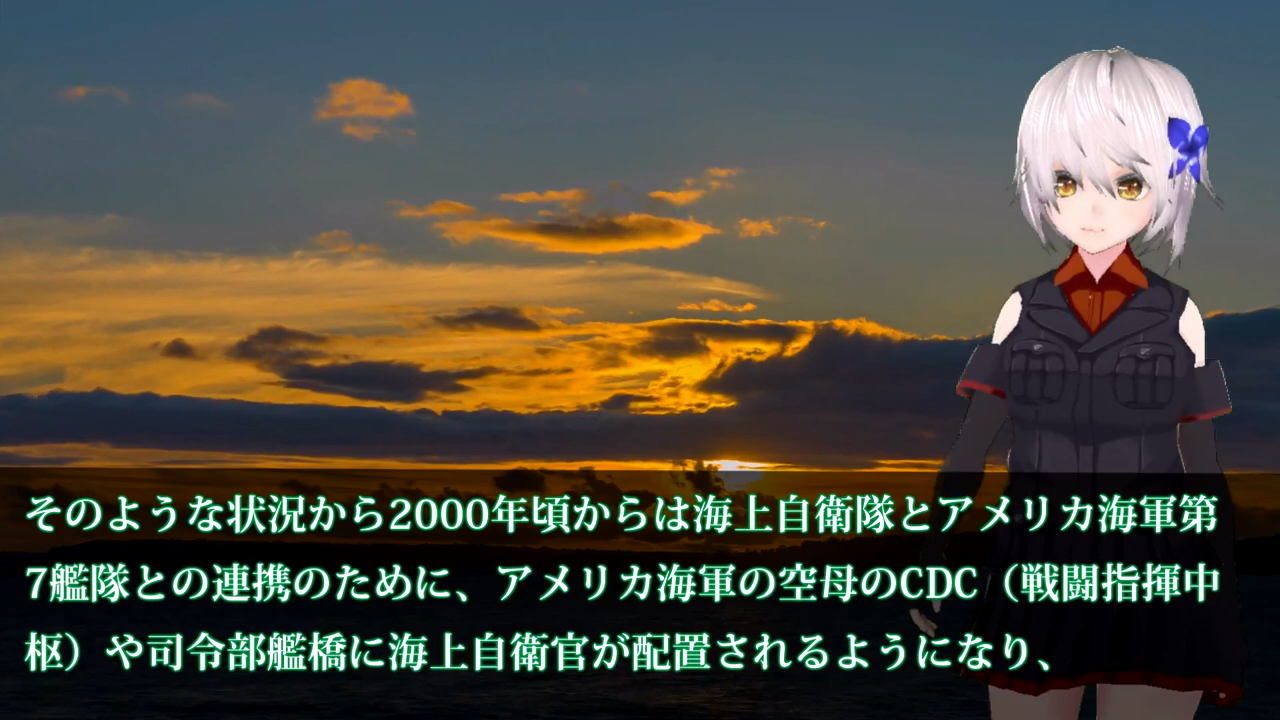 そのような状況から2000年頃からは海上自衛隊とアメリカ海軍第
7艦隊との連携のために、アメリカ海軍の空母のCDC（戦闘指揮中
枢）や司令部艦橋に海上自衛官が配置されるようになり、